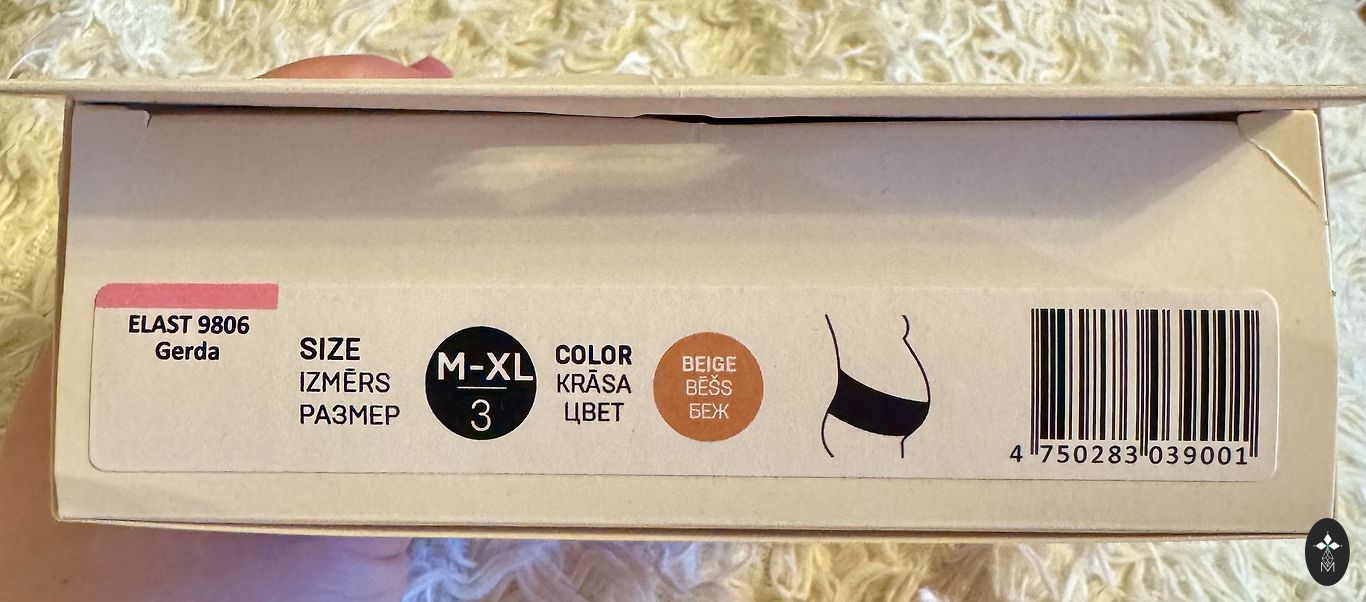 ELAST 9806
Gerda
SIZE
IZMĒRS
РАЗМЕР
M-XL
3
COLOR
KRĀSA
ЦВЕТ
BEIGE
BĒŠS
БЕЖ
4 750283 039001
M